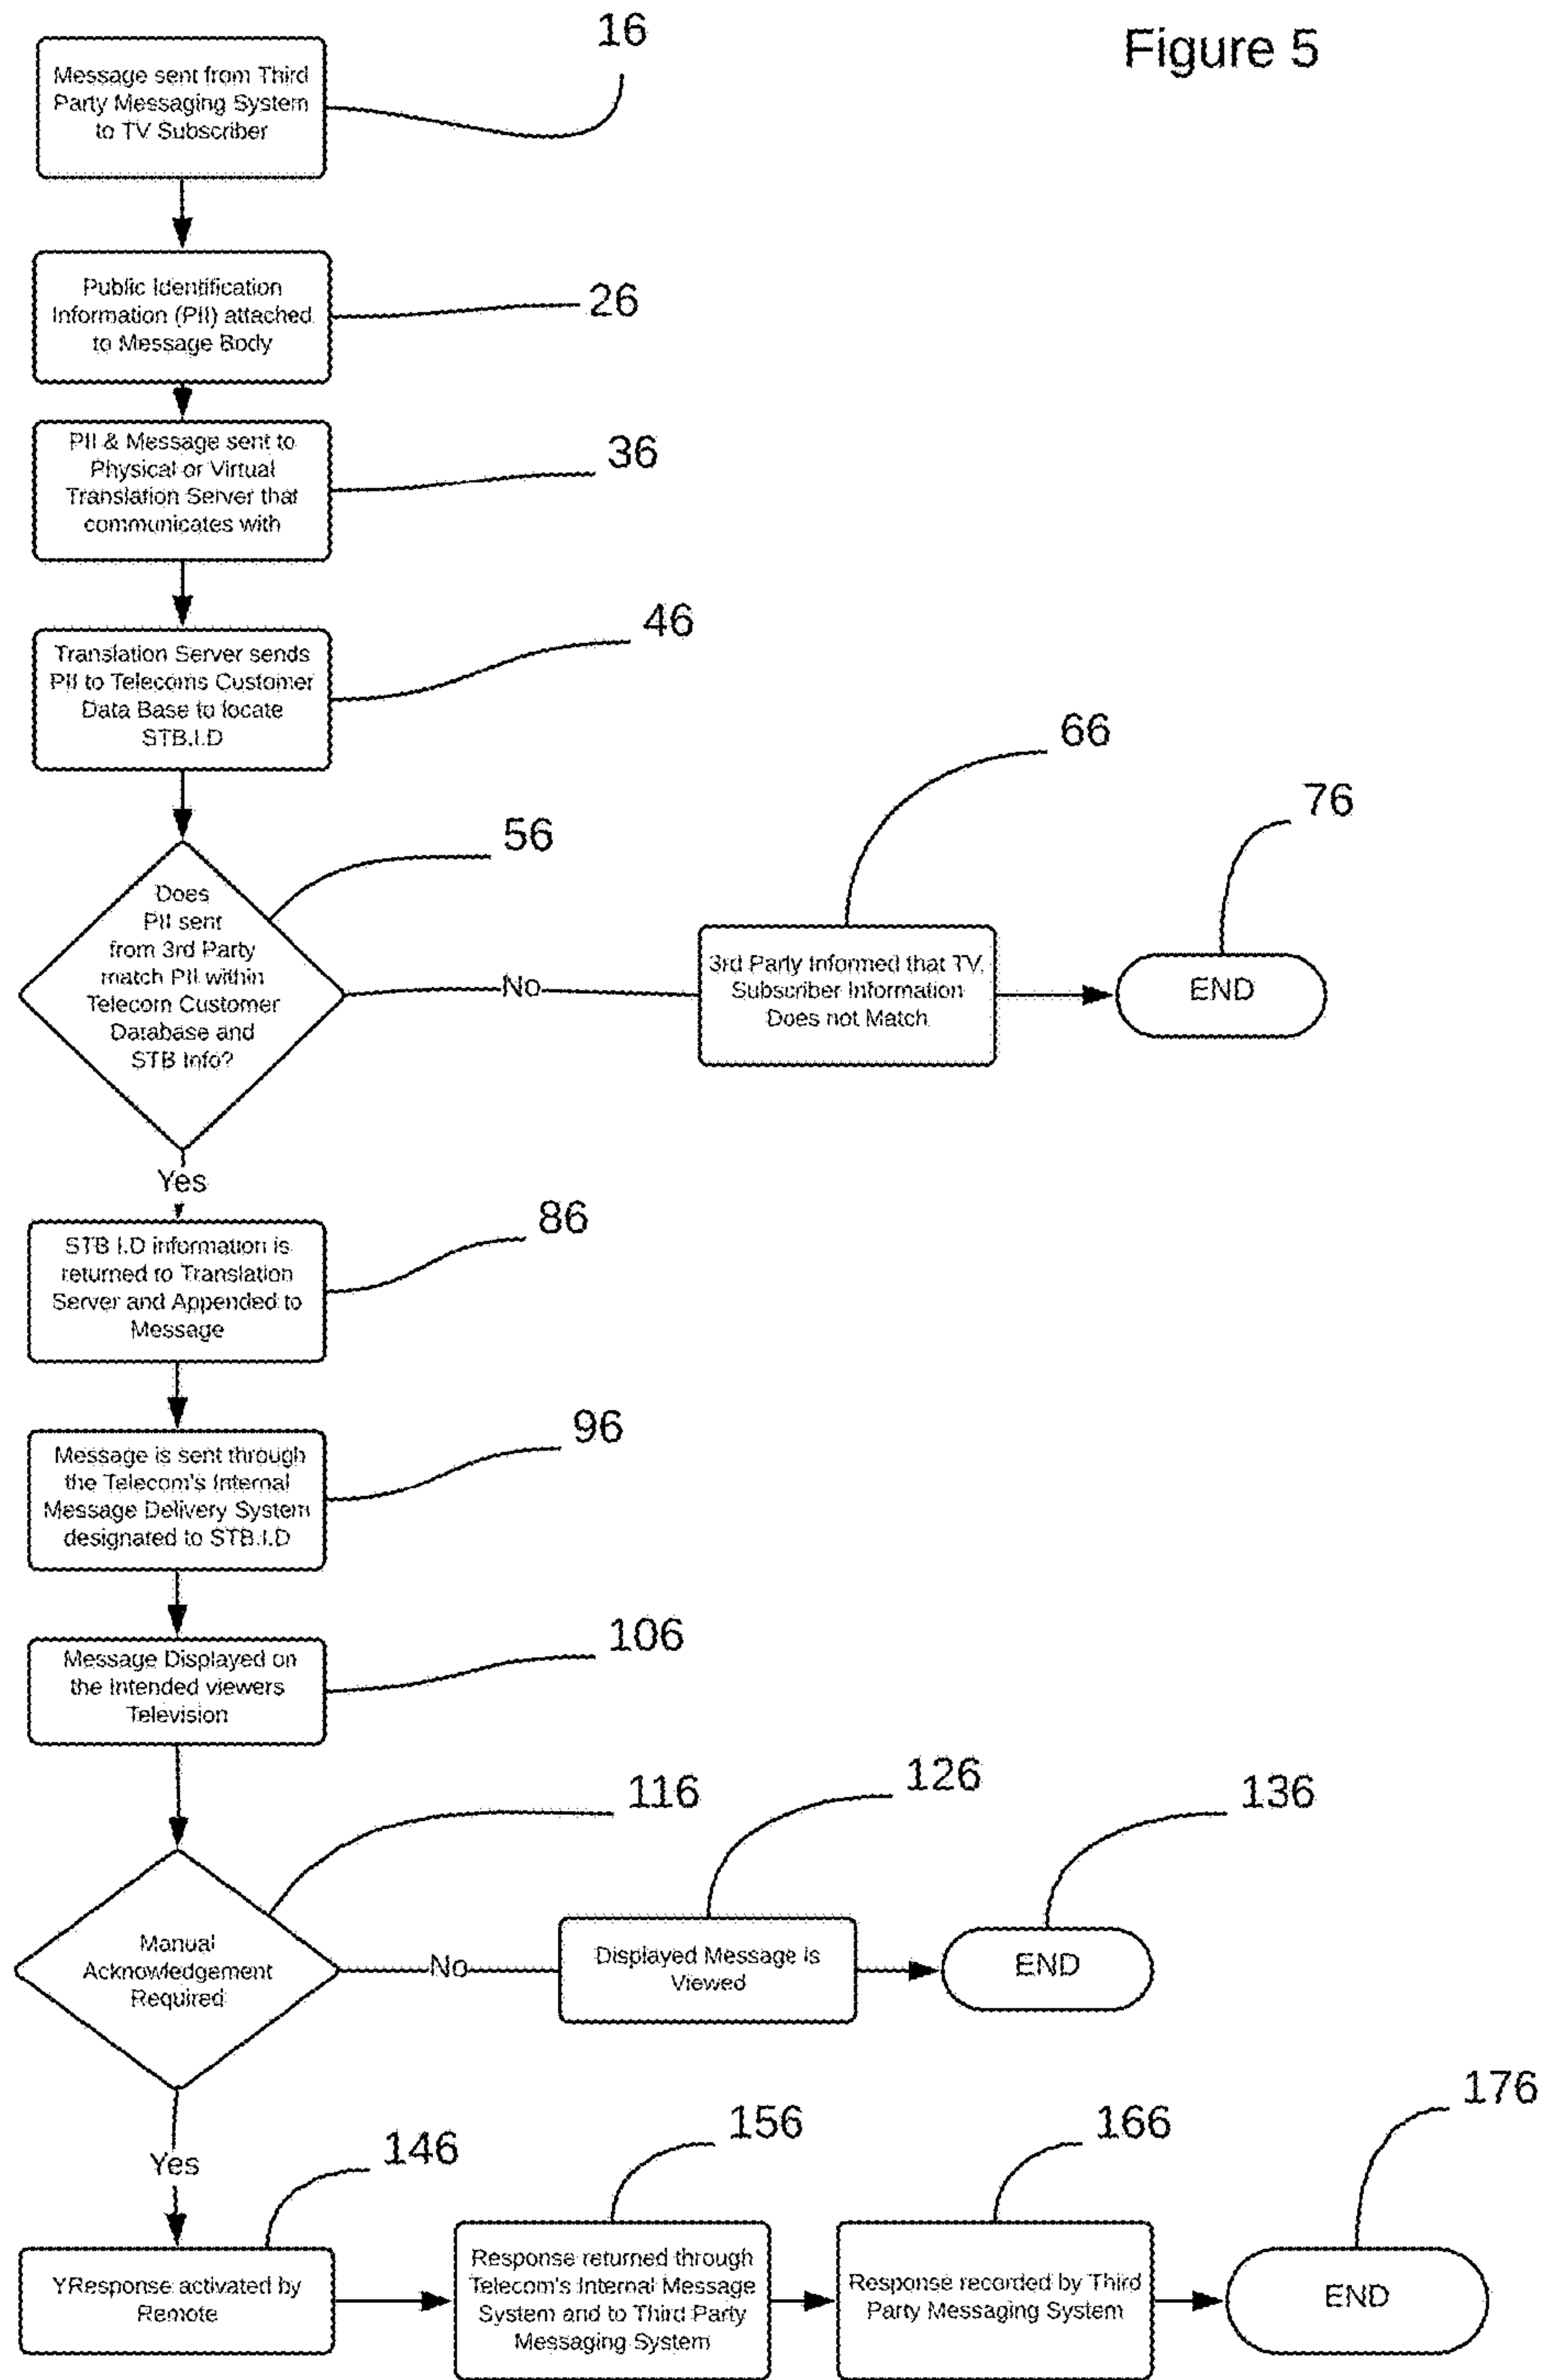 Figure 5
16
Message sent from Third
Party Messaging System
to TV Subscriber
26
Public Identification
Information (PII) attached
to Message Body
36
PII & Message sent to
Physical or Virtual
Translation Server that
communicates with
46
Translation Server sends
PII to Telecoms Customer
Data Base to locate
STB.I.D
56
Does
PII sent
from 3rd Party
match PII within
Telecom Customer
Database and
STB Info?
No
66
3rd Party Informed that TV.
Subscriber Information
Does not Match
76
END
Yes
86
STB I.D information is
returned to Translation
Server and Appended to
Message
96
Message is sent through
the Telecom's Internal
Message Delivery System
designated to STB.I.D
106
Message Displayed on
the Intended viewers
Television
116
Manual
Acknowledgement
Required
No
126
Displayed Message is
Viewed
136
END
Yes
146
YResponse activated by
Remote
156
Response returned through
Telecom's Internal Message
System and to Third Party
Messaging System
166
Response recorded by Third
Party Messaging System
176
END